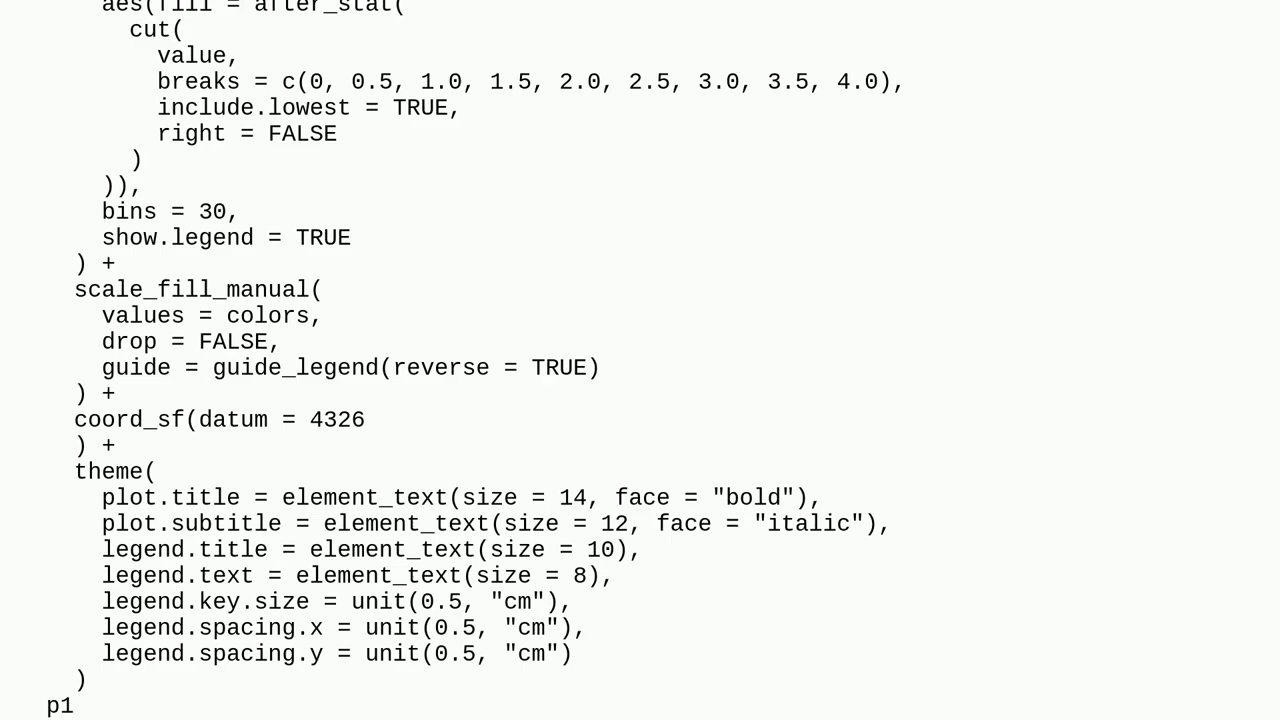 aes(fill = after_stat(
cut(
value,
breaks = c(0, 0.5, 1.0, 1.5, 2.0, 2.5, 3.0, 3.5, 4.0),
include.lowest = TRUE,
right = FALSE
)
)),
bins = 30,
show.legend = TRUE
) +
scale_fill_manual(
values = colors,
drop = FALSE,
guide = guide_legend(reverse = TRUE)
) +
coord_sf(datum = 4326
) +
theme(
plot.title = element_text(size = 14, face = "bold"),
plot.subtitle = element_text(size = 12, face = "italic"),
legend.title = element_text(size = 10),
legend.text = element_text(size = 8),
legend.key.size = unit(0.5, "cm"),
legend.spacing.x = unit(0.5, "cm"),
legend.spacing.y = unit(0.5, "cm")
)
p1